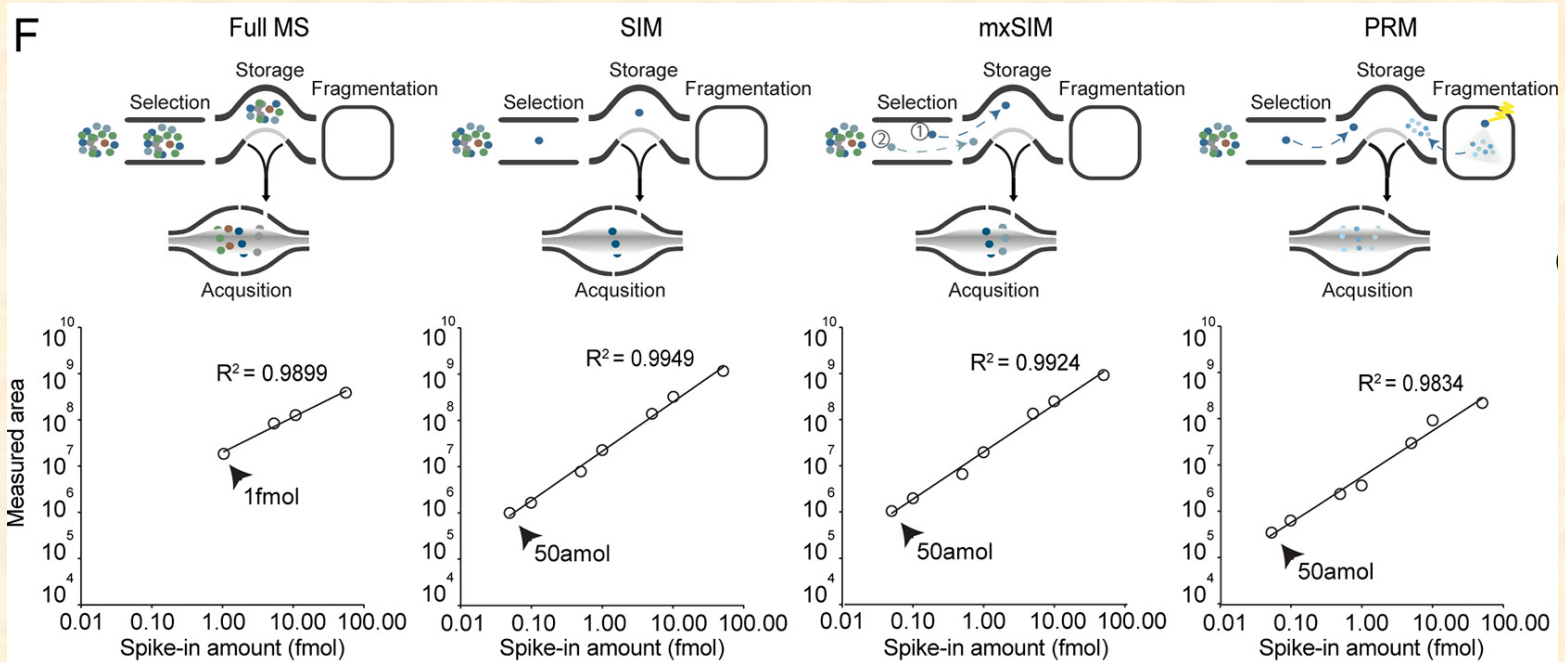 F
Full MS
SIM
mxSIM
PRM
Storage
Fragmentation
Selection
Acqusition
Storage
Fragmentation
Selection
Acqusition
Storage
Fragmentation
Selection
① ②
Acqusition
Storage
Fragmentation
Selection
Acqusition
Measured area
10^10
10^9
10^8
10^7
10^6
10^5
10^4
R² = 0.9899
1fmol
0.01 0.10 1.00 10.00 100.00
Spike-in amount (fmol)
10^10
10^9
10^8
10^7
10^6
10^5
10^4
R² = 0.9949
50amol
0.01 0.10 1.00 10.00 100.00
Spike-in amount (fmol)
10^10
10^9
10^8
10^7
10^6
10^5
10^4
R² = 0.9924
50amol
0.01 0.10 1.00 10.00 100.00
Spike-in amount (fmol)
10^10
10^9
10^8
10^7
10^6
10^5
10^4
R² = 0.9834
50amol
0.01 0.10 1.00 10.00 100.00
Spike-in amount (fmol)